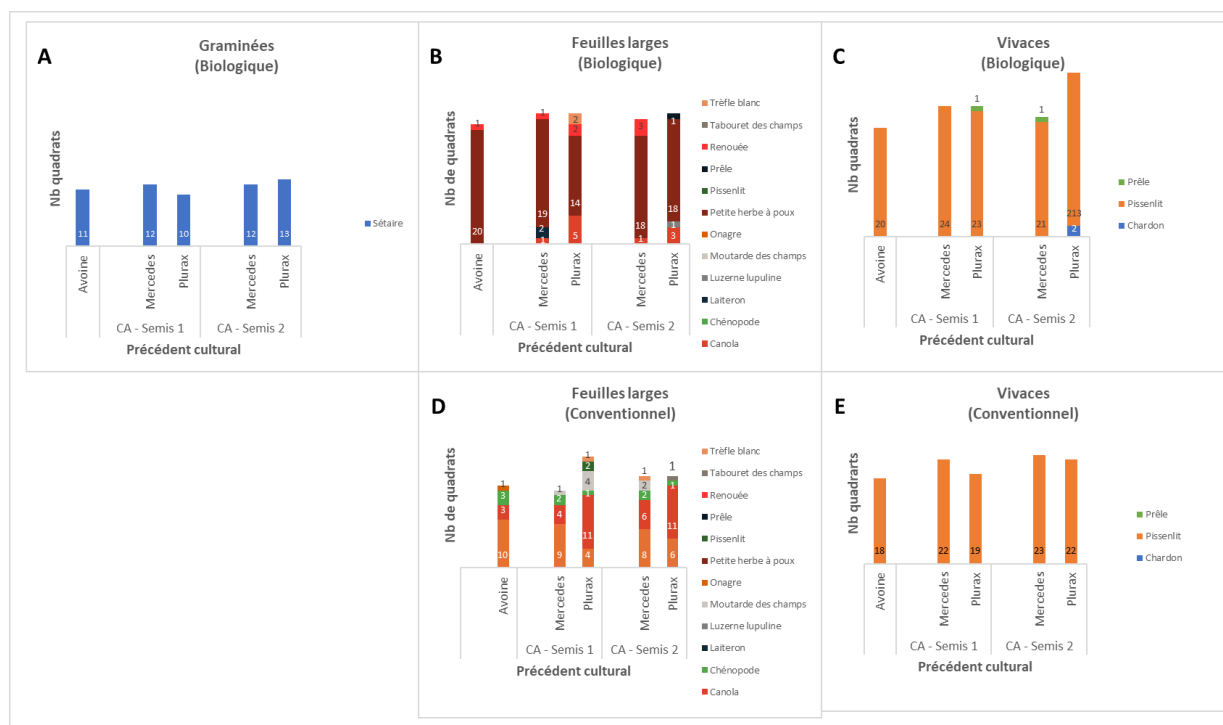 A
Graminées
(Biologique)
Nb quadrats
11
12
10
12
13
Avoine
Mercedes
Plurax
Mercedes
Plurax
CA - Semis 1
CA - Semis 2
Précédent cultural
Sétaire
B
Feuilles larges
(Biologique)
Nb de quadrats
1
20
1
19
2
1
2
2
14
5
3
18
1
1
18
1
3
Avoine
Mercedes
Plurax
Mercedes
Plurax
CA - Semis 1
CA - Semis 2
Précédent cultural
Trèfle blanc
Tabouret des champs
Renouée
Prêle
Pissenlit
Petite herbe à poux
Onagre
Moutarde des champs
Luzerne lupuline
Laiteron
Chénopode
Canola
C
Vivaces
(Biologique)
Nb quadrats
20
24
1
23
1
21
213
2
Avoine
Mercedes
Plurax
Mercedes
Plurax
CA - Semis 1
CA - Semis 2
Précédent cultural
Prêle
Pissenlit
Chardon
D
Feuilles larges
(Conventionnel)
Nb de quadrats
1
3
3
10
1
2
4
9
1
2
4
1
11
4
1
2
2
6
8
1
1
11
6
Avoine
Mercedes
Plurax
Mercedes
Plurax
CA - Semis 1
CA - Semis 2
Précédent cultural
Trèfle blanc
Tabouret des champs
Renouée
Prêle
Pissenlit
Petite herbe à poux
Onagre
Moutarde des champs
Luzerne lupuline
Laiteron
Chénopode
Canola
E
Vivaces
(Conventionnel)
Nb quadrarts
18
22
19
23
22
Avoine
Mercedes
Plurax
Mercedes
Plurax
CA - Semis 1
CA - Semis 2
Précédent cultural
Prêle
Pissenlit
Chardon